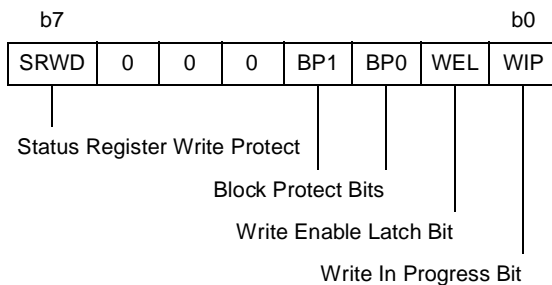 b7 b0
SRWD 0 0 0 BP1 BP0 WEL WIP
Status Register Write Protect
Block Protect Bits
Write Enable Latch Bit
Write In Progress Bit